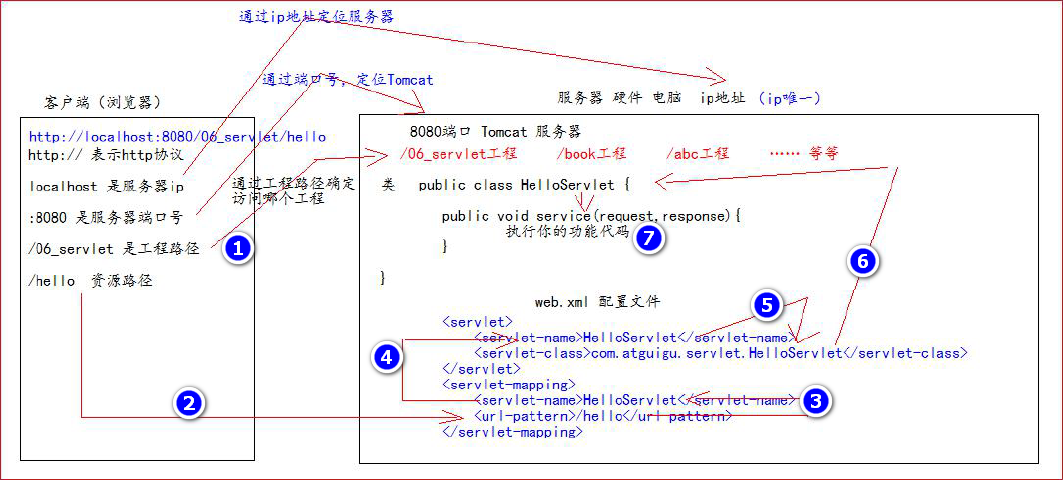 通过ip地址定位服务器
通过端口号，定位Tomcat
客户端（浏览器）
服务器 硬件 电脑 ip地址 （ip唯一）
http://localhost:8080/06_servlet/hello
http:// 表示http协议
localhost 是服务器ip
:8080 是服务器端口号
/06_servlet 是工程路径
/hello 资源路径
通过工程路径确定
访问哪个工程
1
2
8080端口 Tomcat 服务器
/06_servlet工程 /book工程 /abc工程 …… 等等
类 public class HelloServlet {
public void service(request,response){
执行你的功能代码
7
}
}
6
web.xml 配置文件
5
<servlet>
<servlet-name>HelloServlet</servlet-name>
<servlet-class>com.atguigu.servlet.HelloServlet</servlet-class>
4
</servlet>
<servlet-mapping>
<servlet-name>HelloServlet</servlet-name>
3
<url-pattern>/hello</url-pattern>
</servlet-mapping>